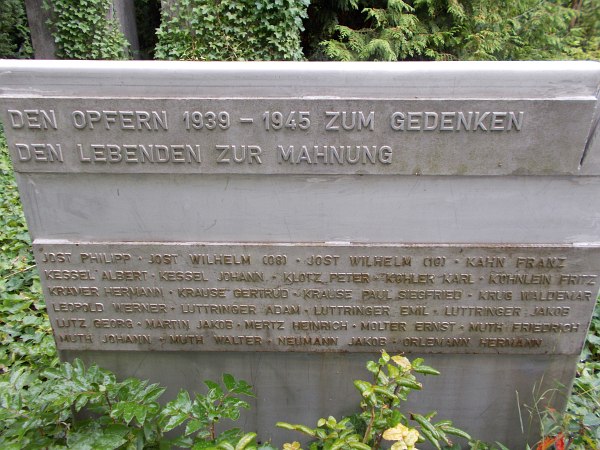 DEN OPFERN 1939 – 1945 ZUM GEDENKEN
DEN LEBENDEN ZUR MAHNUNG
JOST PHILIPP · JOST WILHELM (08) · JOST WILHELM (10) · KAHN FRANZ
KESSEL ALBERT · KESSEL JOHANN · KLOTZ PETER · KÖHLER KARL · KÜHNLEIN FRITZ
KRÄMER HERMANN · KRAUSE GERTRUD · KRAUSE PAUL SIEGFRIED · KRUG WALDEMAR
LEOPOLD WERNER · LUTTRINGER ADAM · LUTTRINGER EMIL · LUTTRINGER JAKOB
LUTZ GEORG · MARTIN JAKOB · MERTZ HEINRICH · MOLTER ERNST · MUTH FRIEDRICH
MUTH JOHANN · MUTH WALTER · NEUMANN JAKOB · ORLEMANN HERMANN